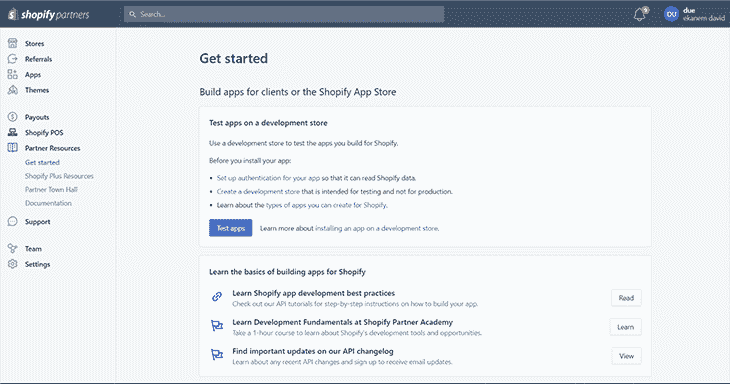 shopify partners
Search...
9
DU
due
ekanem david
Stores
Referrals
Apps
Themes
Payouts
Shopify POS
Partner Resources
Get started
Shopify Plus Resources
Partner Town Hall
Documentation
Support
Team
Settings
Get started
Build apps for clients or the Shopify App Store
Test apps on a development store
Use a development store to test the apps you build for Shopify.
Before you install your app:
• Set up authentication for your app so that it can read Shopify data.
• Create a development store that is intended for testing and not for production.
• Learn about the types of apps you can create for Shopify.
Test apps
Learn more about installing an app on a development store.
Learn the basics of building apps for Shopify
Learn Shopify app development best practices
Check out our API tutorials for step-by-step instructions on how to build your app.
Read
Learn Development Fundamentals at Shopify Partner Academy
Take a 1-hour course to learn about Shopify's development tools and opportunities.
Learn
Find important updates on our API changelog
Learn about any recent API changes and sign up to receive email updates.
View